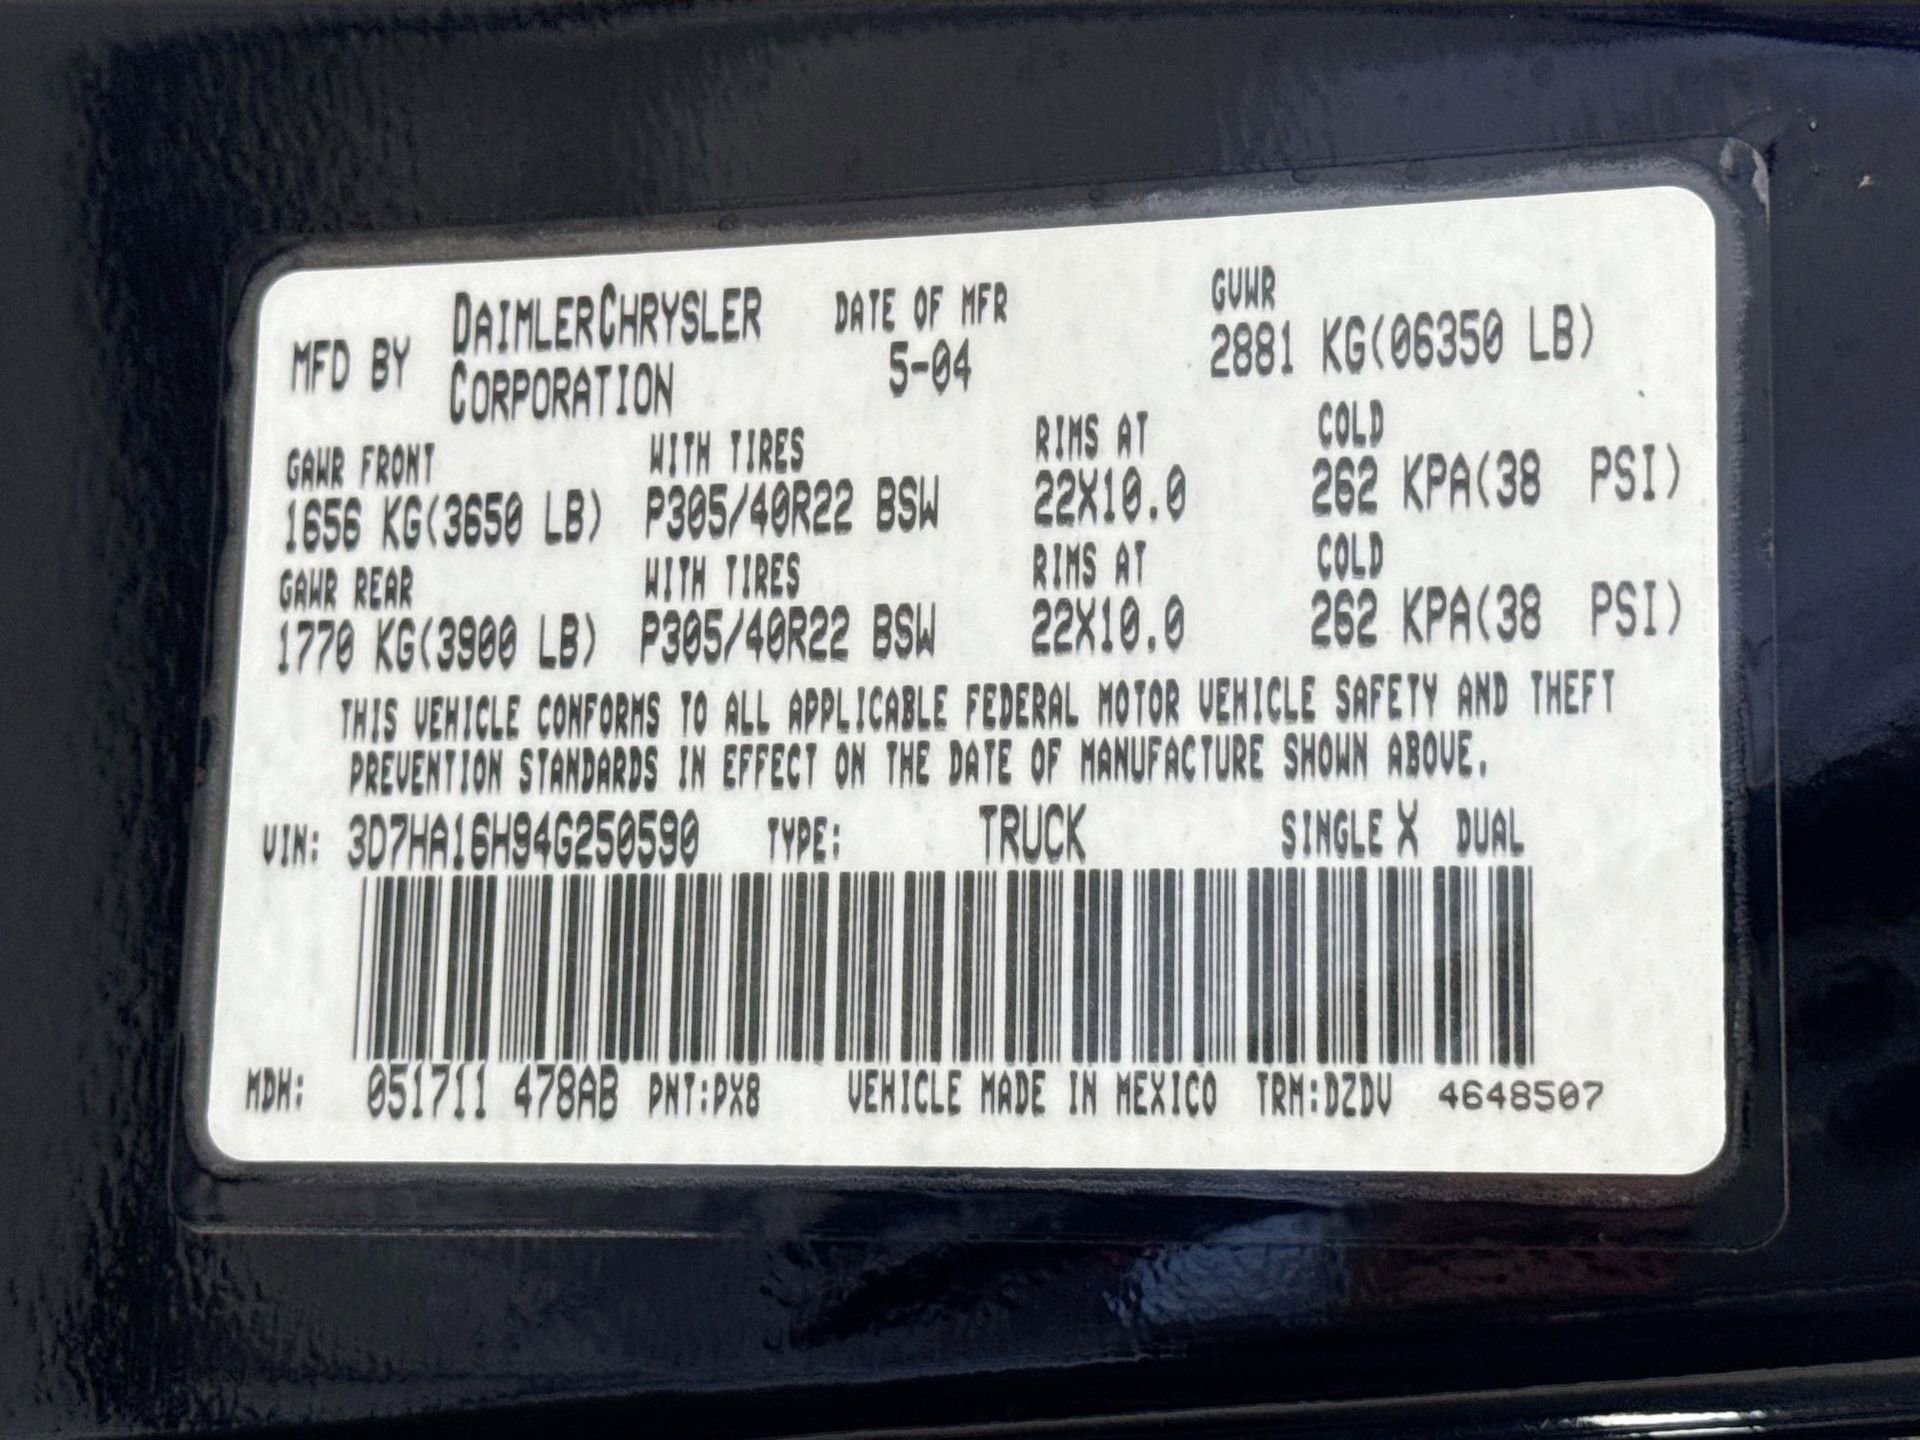 MFD BY DAIMLERCHRYSLER CORPORATION DATE OF MFR 5-04 GVWR 2881 KG(06350 LB)
GAWR FRONT WITH TIRES RIMS AT COLD
1656 KG(3650 LB) P305/40R22 BSW 22X10.0 262 KPA(38 PSI)
GAWR REAR WITH TIRES RIMS AT COLD
1770 KG(3900 LB) P305/40R22 BSW 22X10.0 262 KPA(38 PSI)
THIS VEHICLE CONFORMS TO ALL APPLICABLE FEDERAL MOTOR VEHICLE SAFETY AND THEFT
PREVENTION STANDARDS IN EFFECT ON THE DATE OF MANUFACTURE SHOWN ABOVE.
VIN: 3D7HA16H94G250590 TYPE: TRUCK SINGLE X DUAL
MDH: 051711 478AB PNT:PX8 VEHICLE MADE IN MEXICO TRM:DZDV 4648507